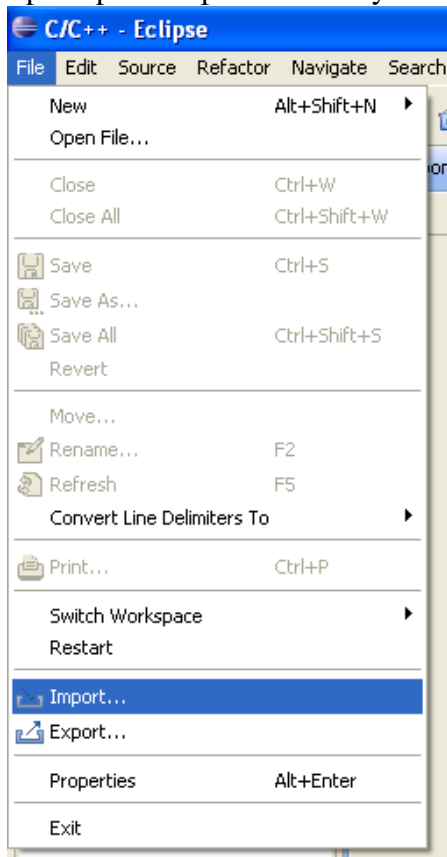 C/C++ - Eclipse
File Edit Source Refactor Navigate Search
New Alt+Shift+N
Open File...
Close Ctrl+W
Close All Ctrl+Shift+W
Save Ctrl+S
Save As...
Save All Ctrl+Shift+S
Revert
Move...
Rename... F2
Refresh F5
Convert Line Delimiters To
Print... Ctrl+P
Switch Workspace
Restart
Import...
Export...
Properties Alt+Enter
Exit